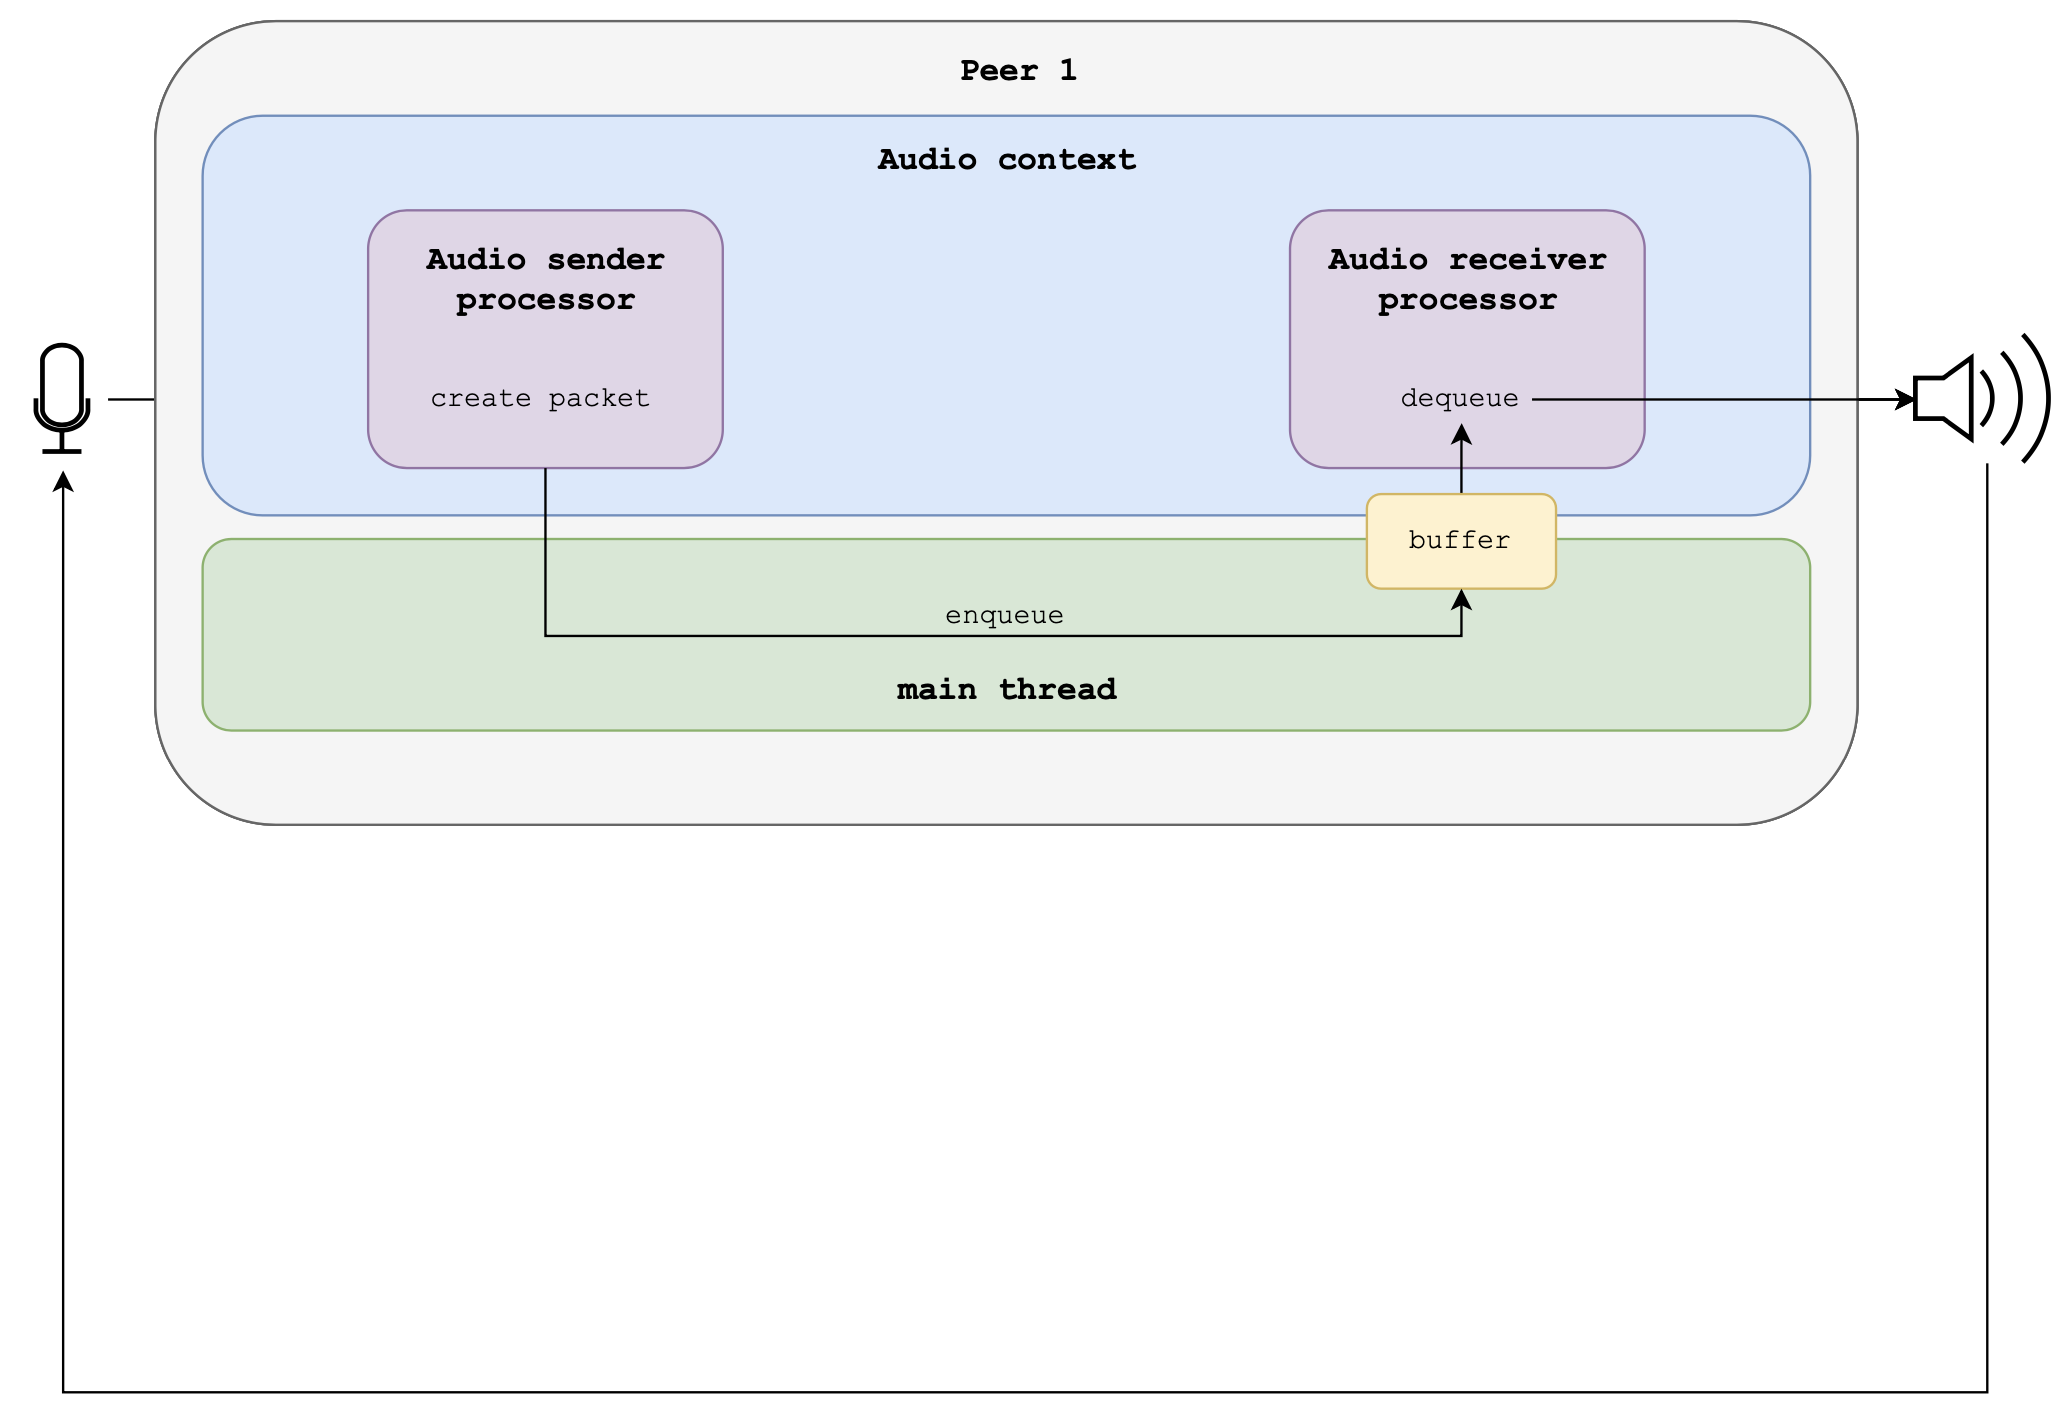 Peer 1
Audio context
Audio sender
processor
Audio receiver
processor
create packet
dequeue
buffer
enqueue
main thread